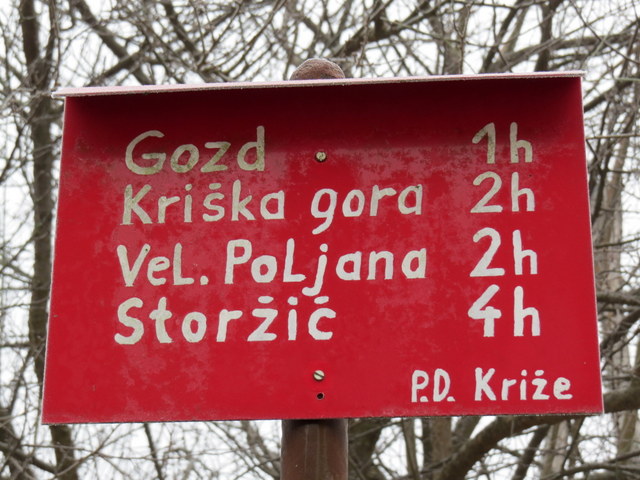 Gozd 1h
Kriška gora 2h
Vel. Poljana 2h
Storžič 4h
P.D. Križe